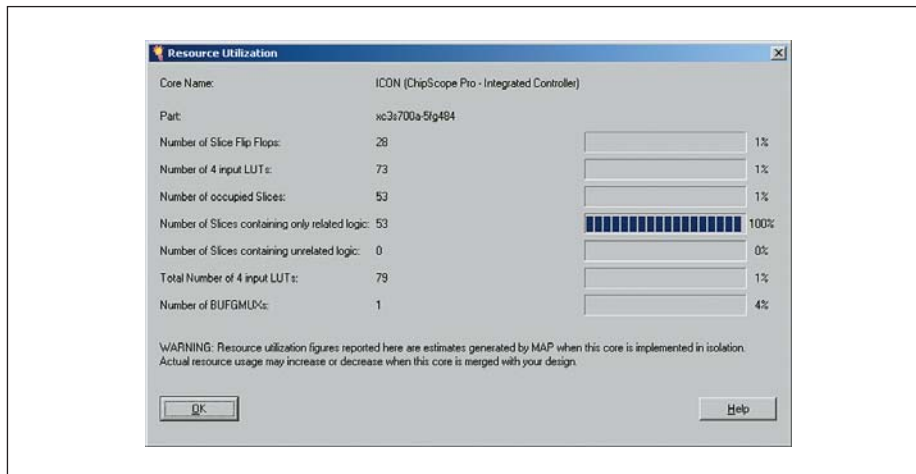 Resource Utilization
Core Name: ICON (ChipScope Pro - Integrated Controller)
Part: xc3s700a-5fg484
Number of Slice Flip Flops: 28 1%
Number of 4 input LUTs: 73 1%
Number of occupied Slices: 53 1%
Number of Slices containing only related logic: 53 100%
Number of Slices containing unrelated logic: 0 0%
Total Number of 4 input LUTs: 79 1%
Number of BUFGMUXs: 1 4%
WARNING: Resource utilization figures reported here are estimates generated by MAP when this core is implemented in isolation.
Actual resource usage may increase or decrease when this core is merged with your design.
OK Help